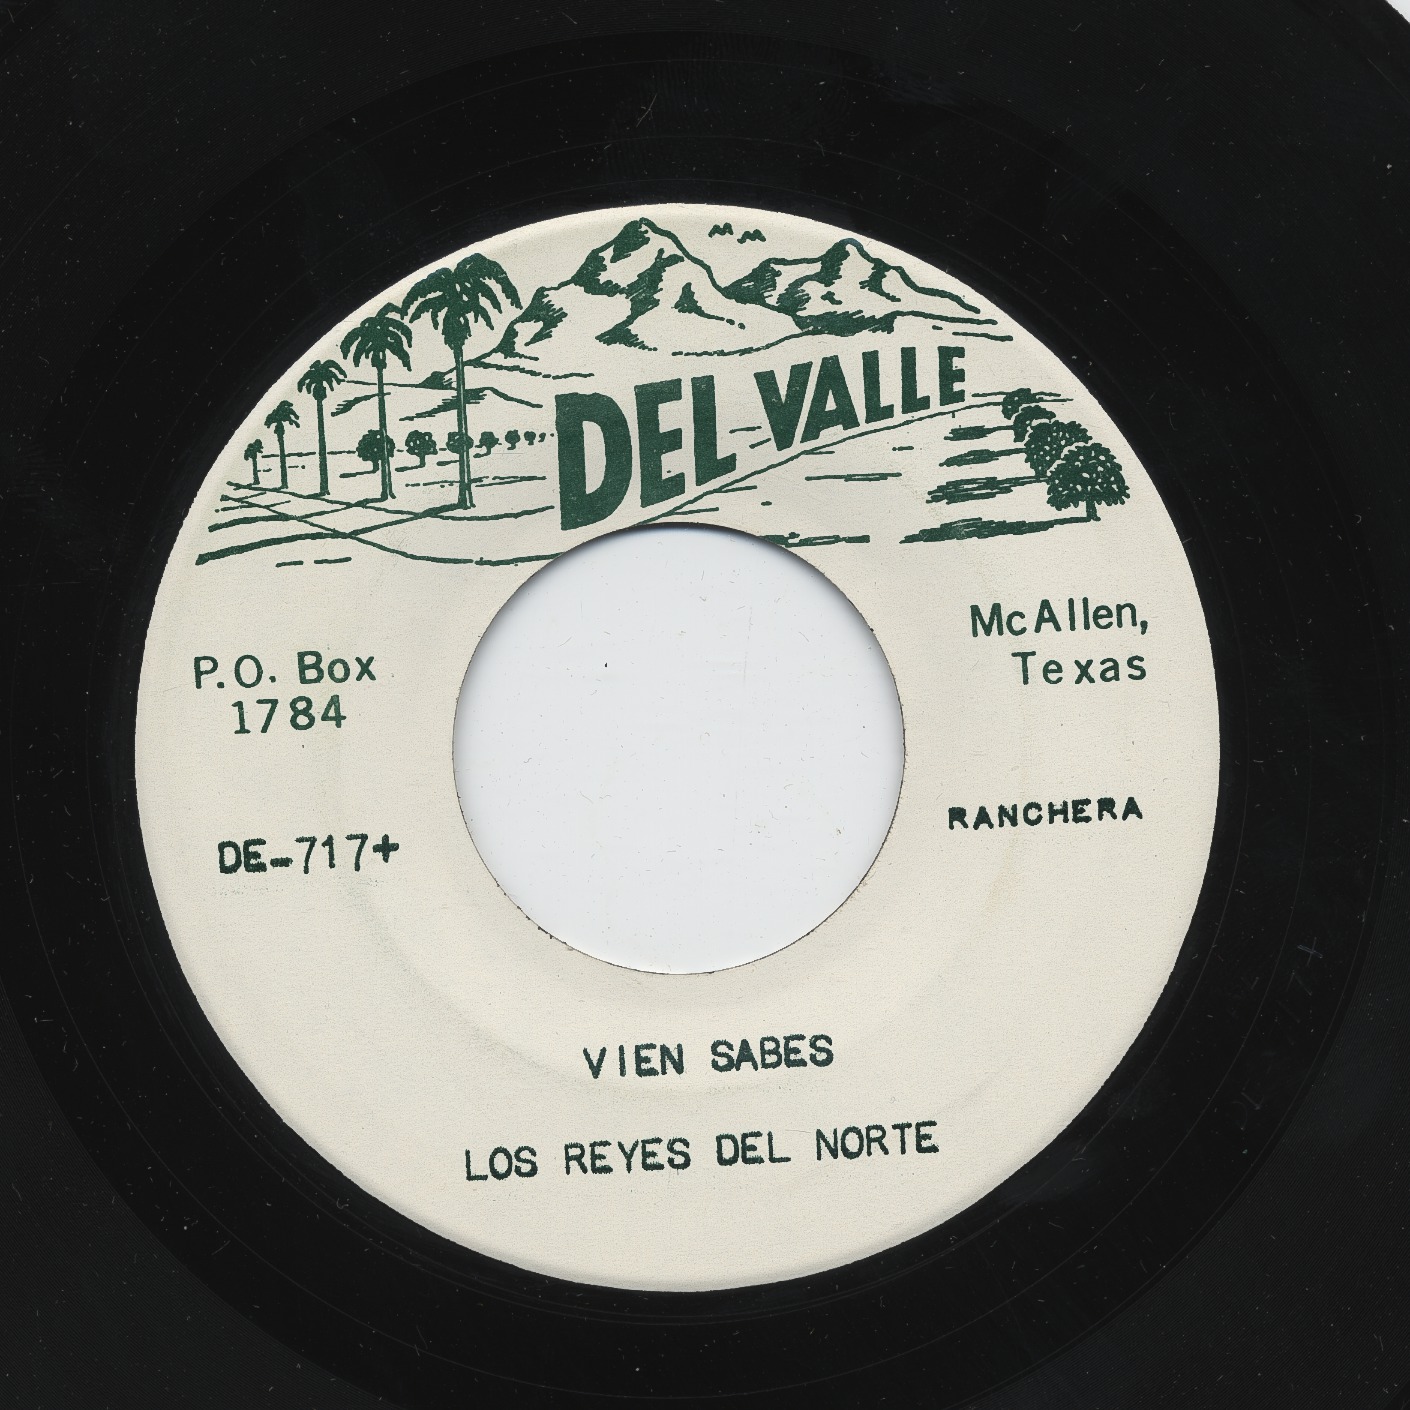 DEL VALLE
P.O. Box
1784
McAllen,
Texas
DE-717+
RANCHERA
VIEN SABES
LOS REYES DEL NORTE